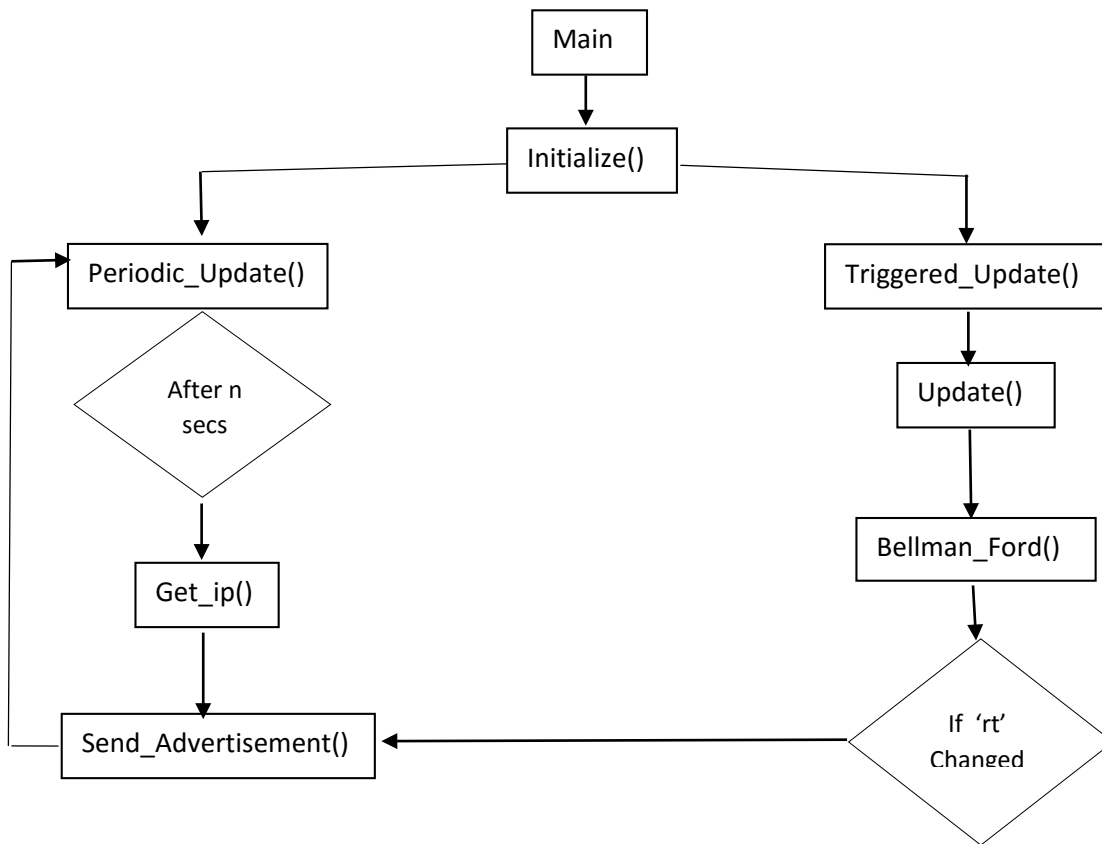 Main
Initialize()
Periodic_Update()
Triggered_Update()
After n
secs
Update()
Get_ip()
Bellman_Ford()
Send_Advertisement()
If ‘rt’
Changed